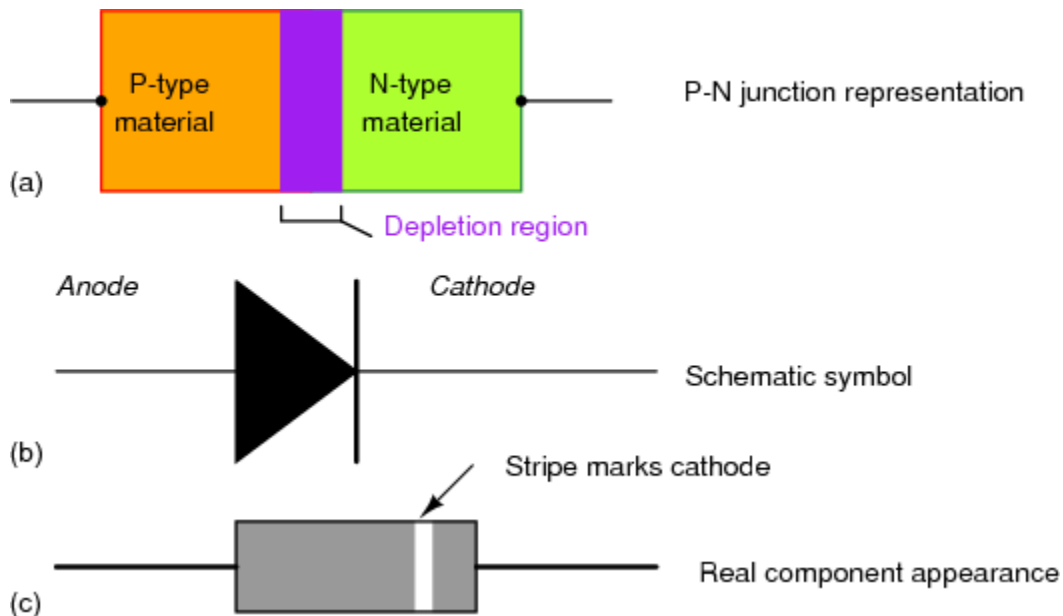 P-type
material
N-type
material
P-N junction representation
(a)
Depletion region
Anode
Cathode
Schematic symbol
(b)
Stripe marks cathode
Real component appearance
(c)